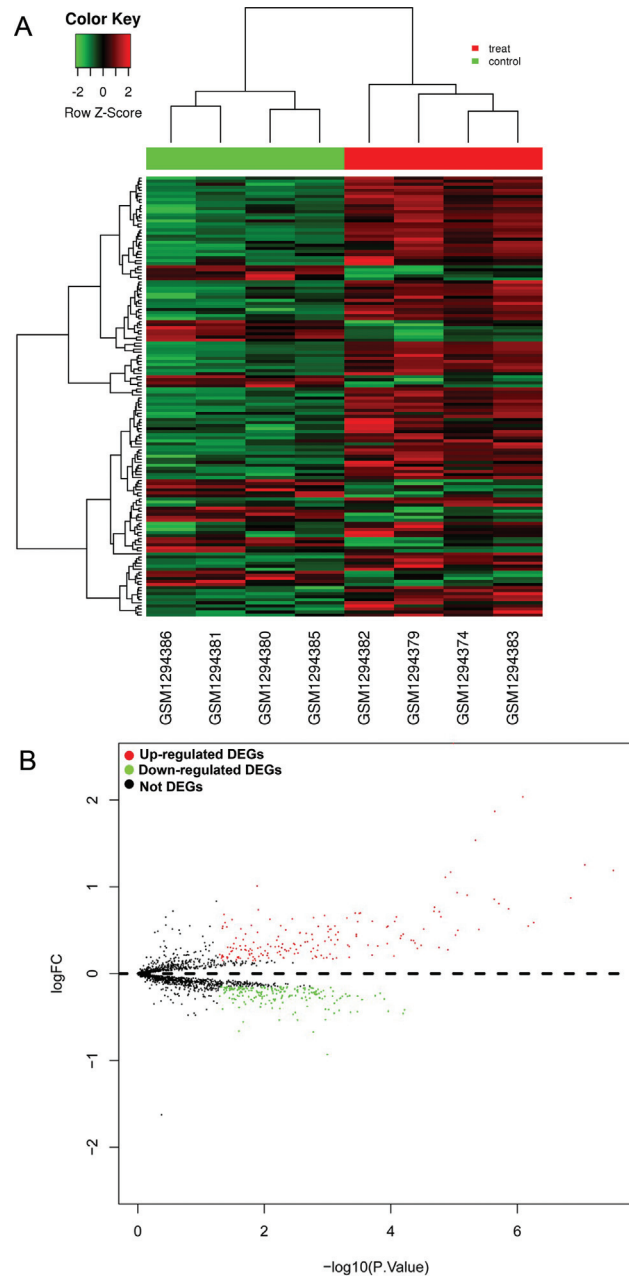 A
Color Key
-2 0 2
Row Z-Score
treat
control
GSM1294386
GSM1294381
GSM1294380
GSM1294385
GSM1294382
GSM1294379
GSM1294374
GSM1294383
B
Up-regulated DEGs
Down-regulated DEGs
Not DEGs
2
1
0
-1
-2
logFC
0 2 4 6
-log10(P.Value)